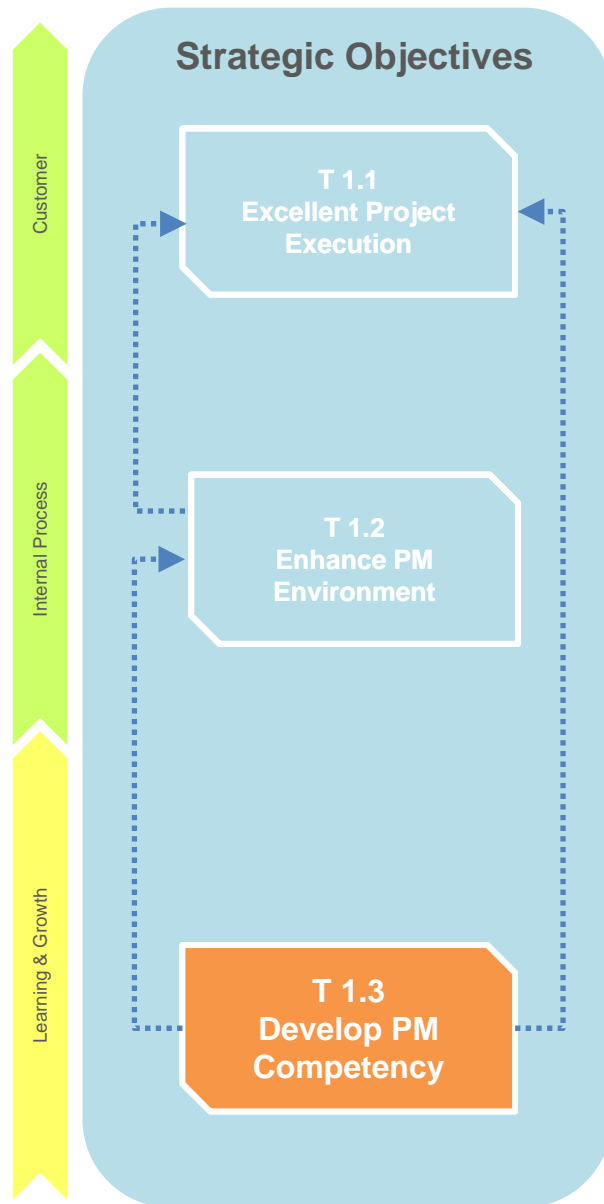 Strategic Objectives
Customer
T 1.1
Excellent Project
Execution
Internal Process
T 1.2
Enhance PM
Environment
Learning & Growth
T 1.3
Develop PM
Competency